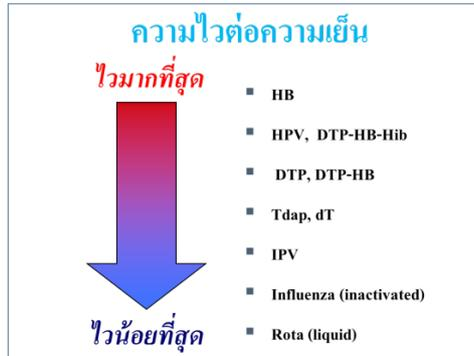 ความไวต่อความเย็น
ไวมากที่สุด
HB
HPV, DTP-HB-Hib
DTP, DTP-HB
Tdap, dT
IPV
Influenza (inactivated)
ไวน้อยที่สุด
Rota (liquid)